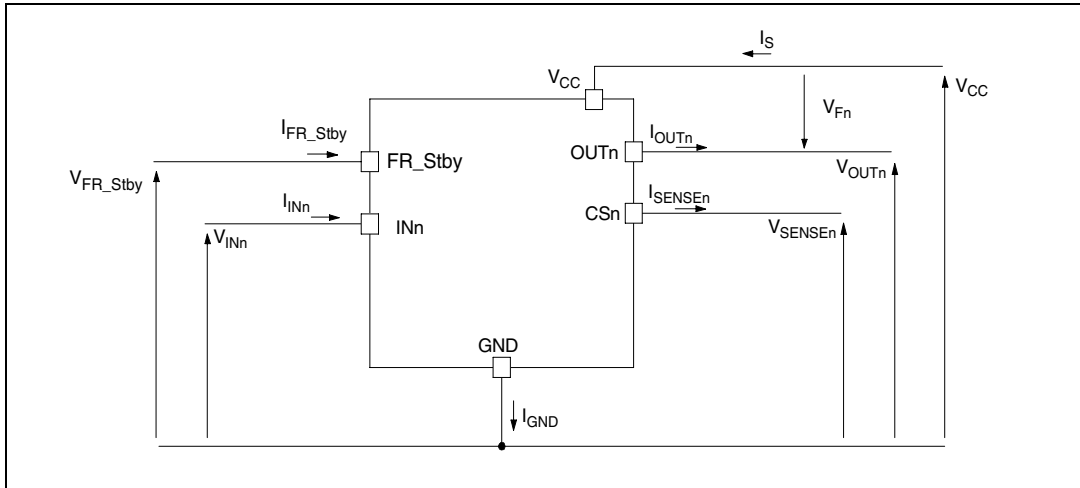 I_S
V_CC
V_CC
V_Fn
I_FR_Stby
I_OUTn
FR_Stby
OUTn
V_FR_Stby
V_OUTn
I_INn
I_SENSEn
INn
CSn
V_INn
V_SENSEn
GND
I_GND